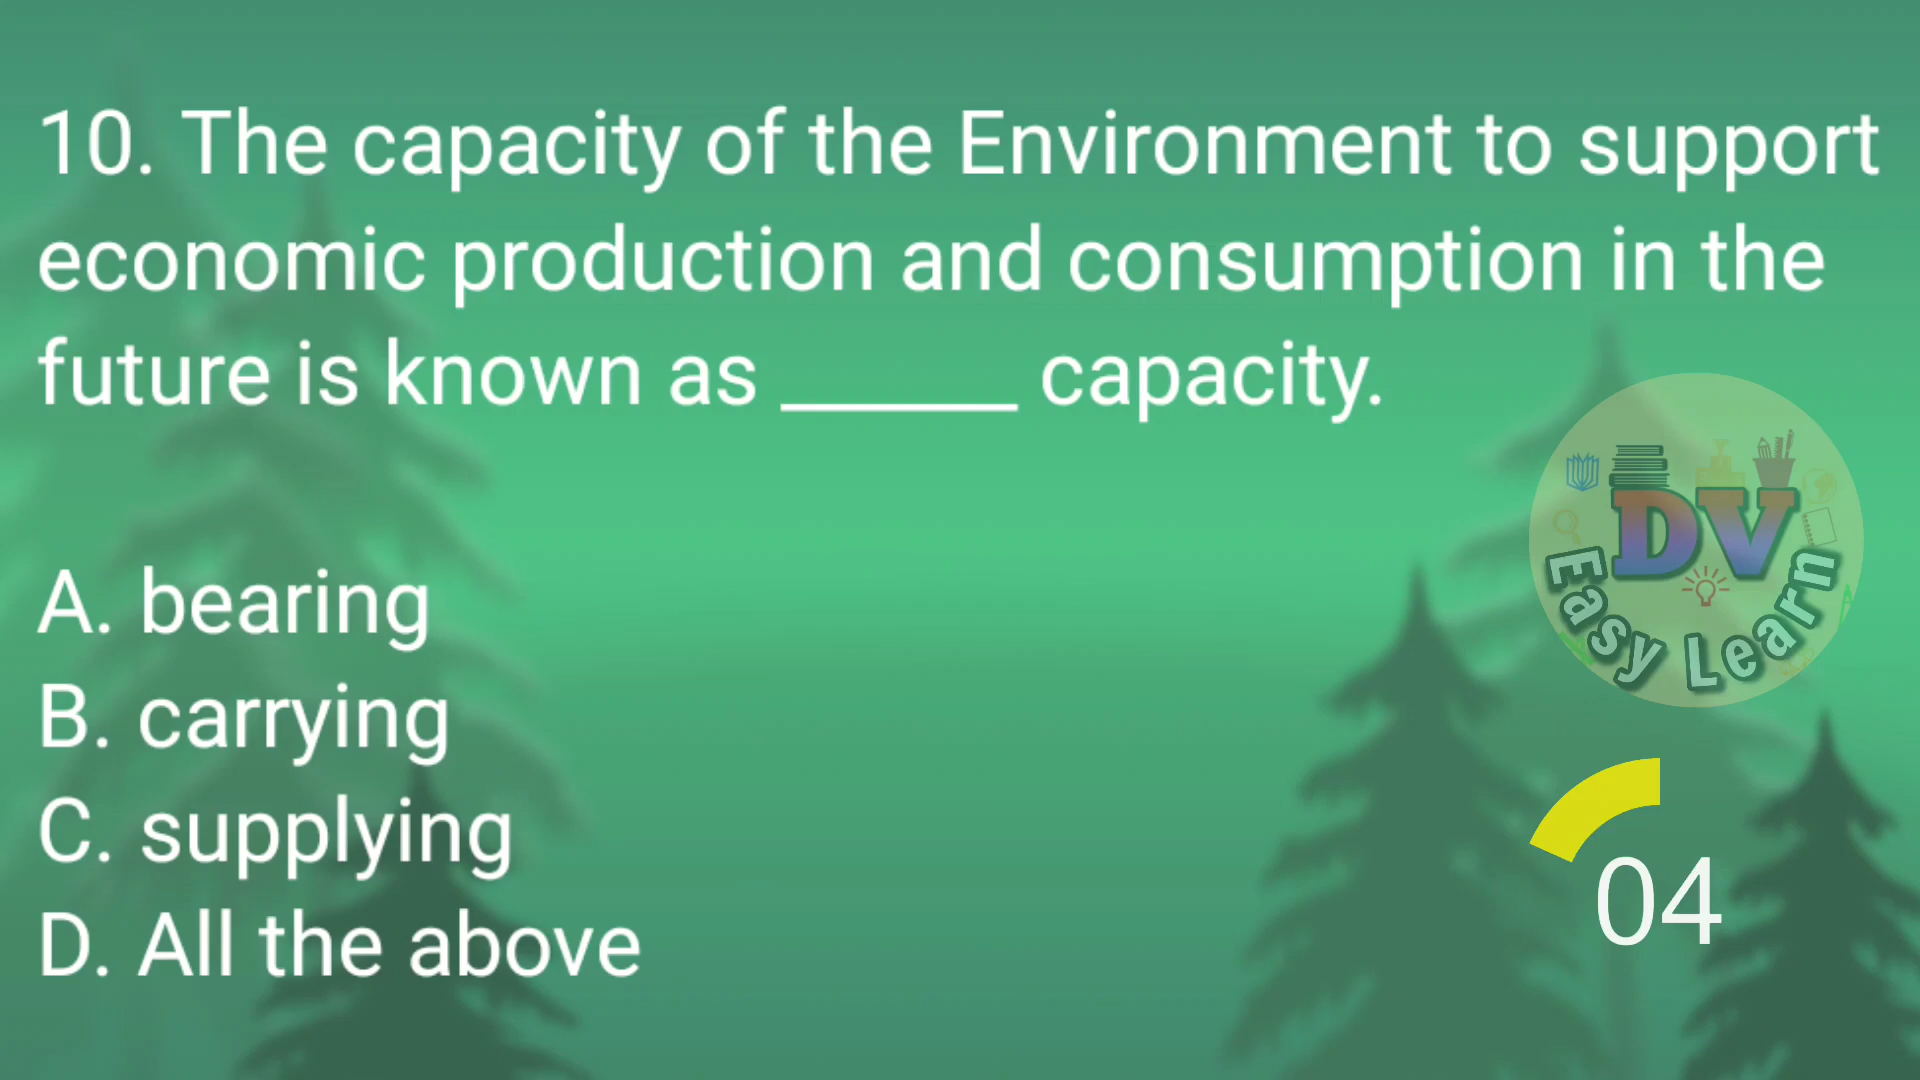 10. The capacity of the Environment to support
economic production and consumption in the
future is known as ______ capacity.
A. bearing
B. carrying
C. supplying
D. All the above
DV
Easy Learn
04